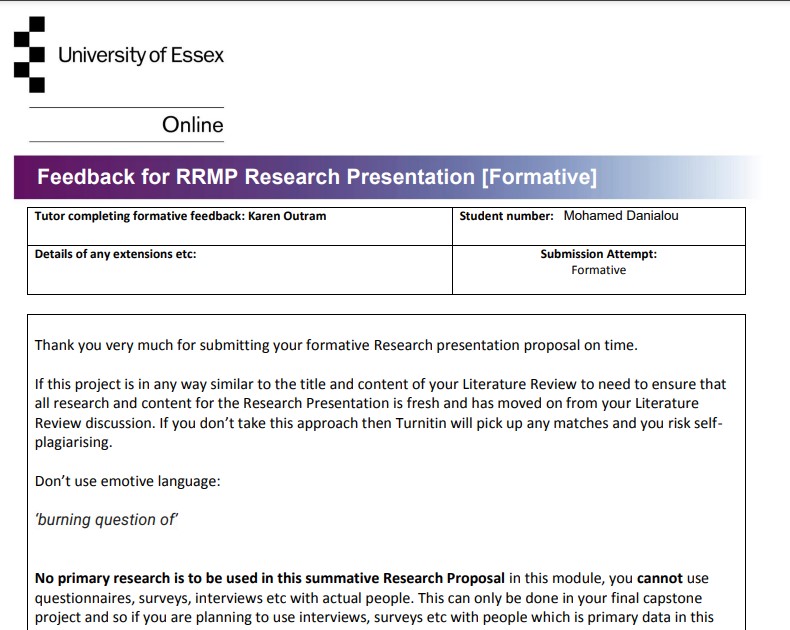 University of Essex
Online
Feedback for RRMP Research Presentation [Formative]
Tutor completing formative feedback: Karen Outram
Student number: Mohamed Danialou
Details of any extensions etc:
Submission Attempt:
Formative
Thank you very much for submitting your formative Research presentation proposal on time.
If this project is in any way similar to the title and content of your Literature Review to need to ensure that
all research and content for the Research Presentation is fresh and has moved on from your Literature
Review discussion. If you don’t take this approach then Turnitin will pick up any matches and you risk self-
plagiarising.
Don’t use emotive language:
‘burning question of’
No primary research is to be used in this summative Research Proposal in this module, you cannot use
questionnaires, surveys, interviews etc with actual people. This can only be done in your final capstone
project and so if you are planning to use interviews, surveys etc with people which is primary data in this